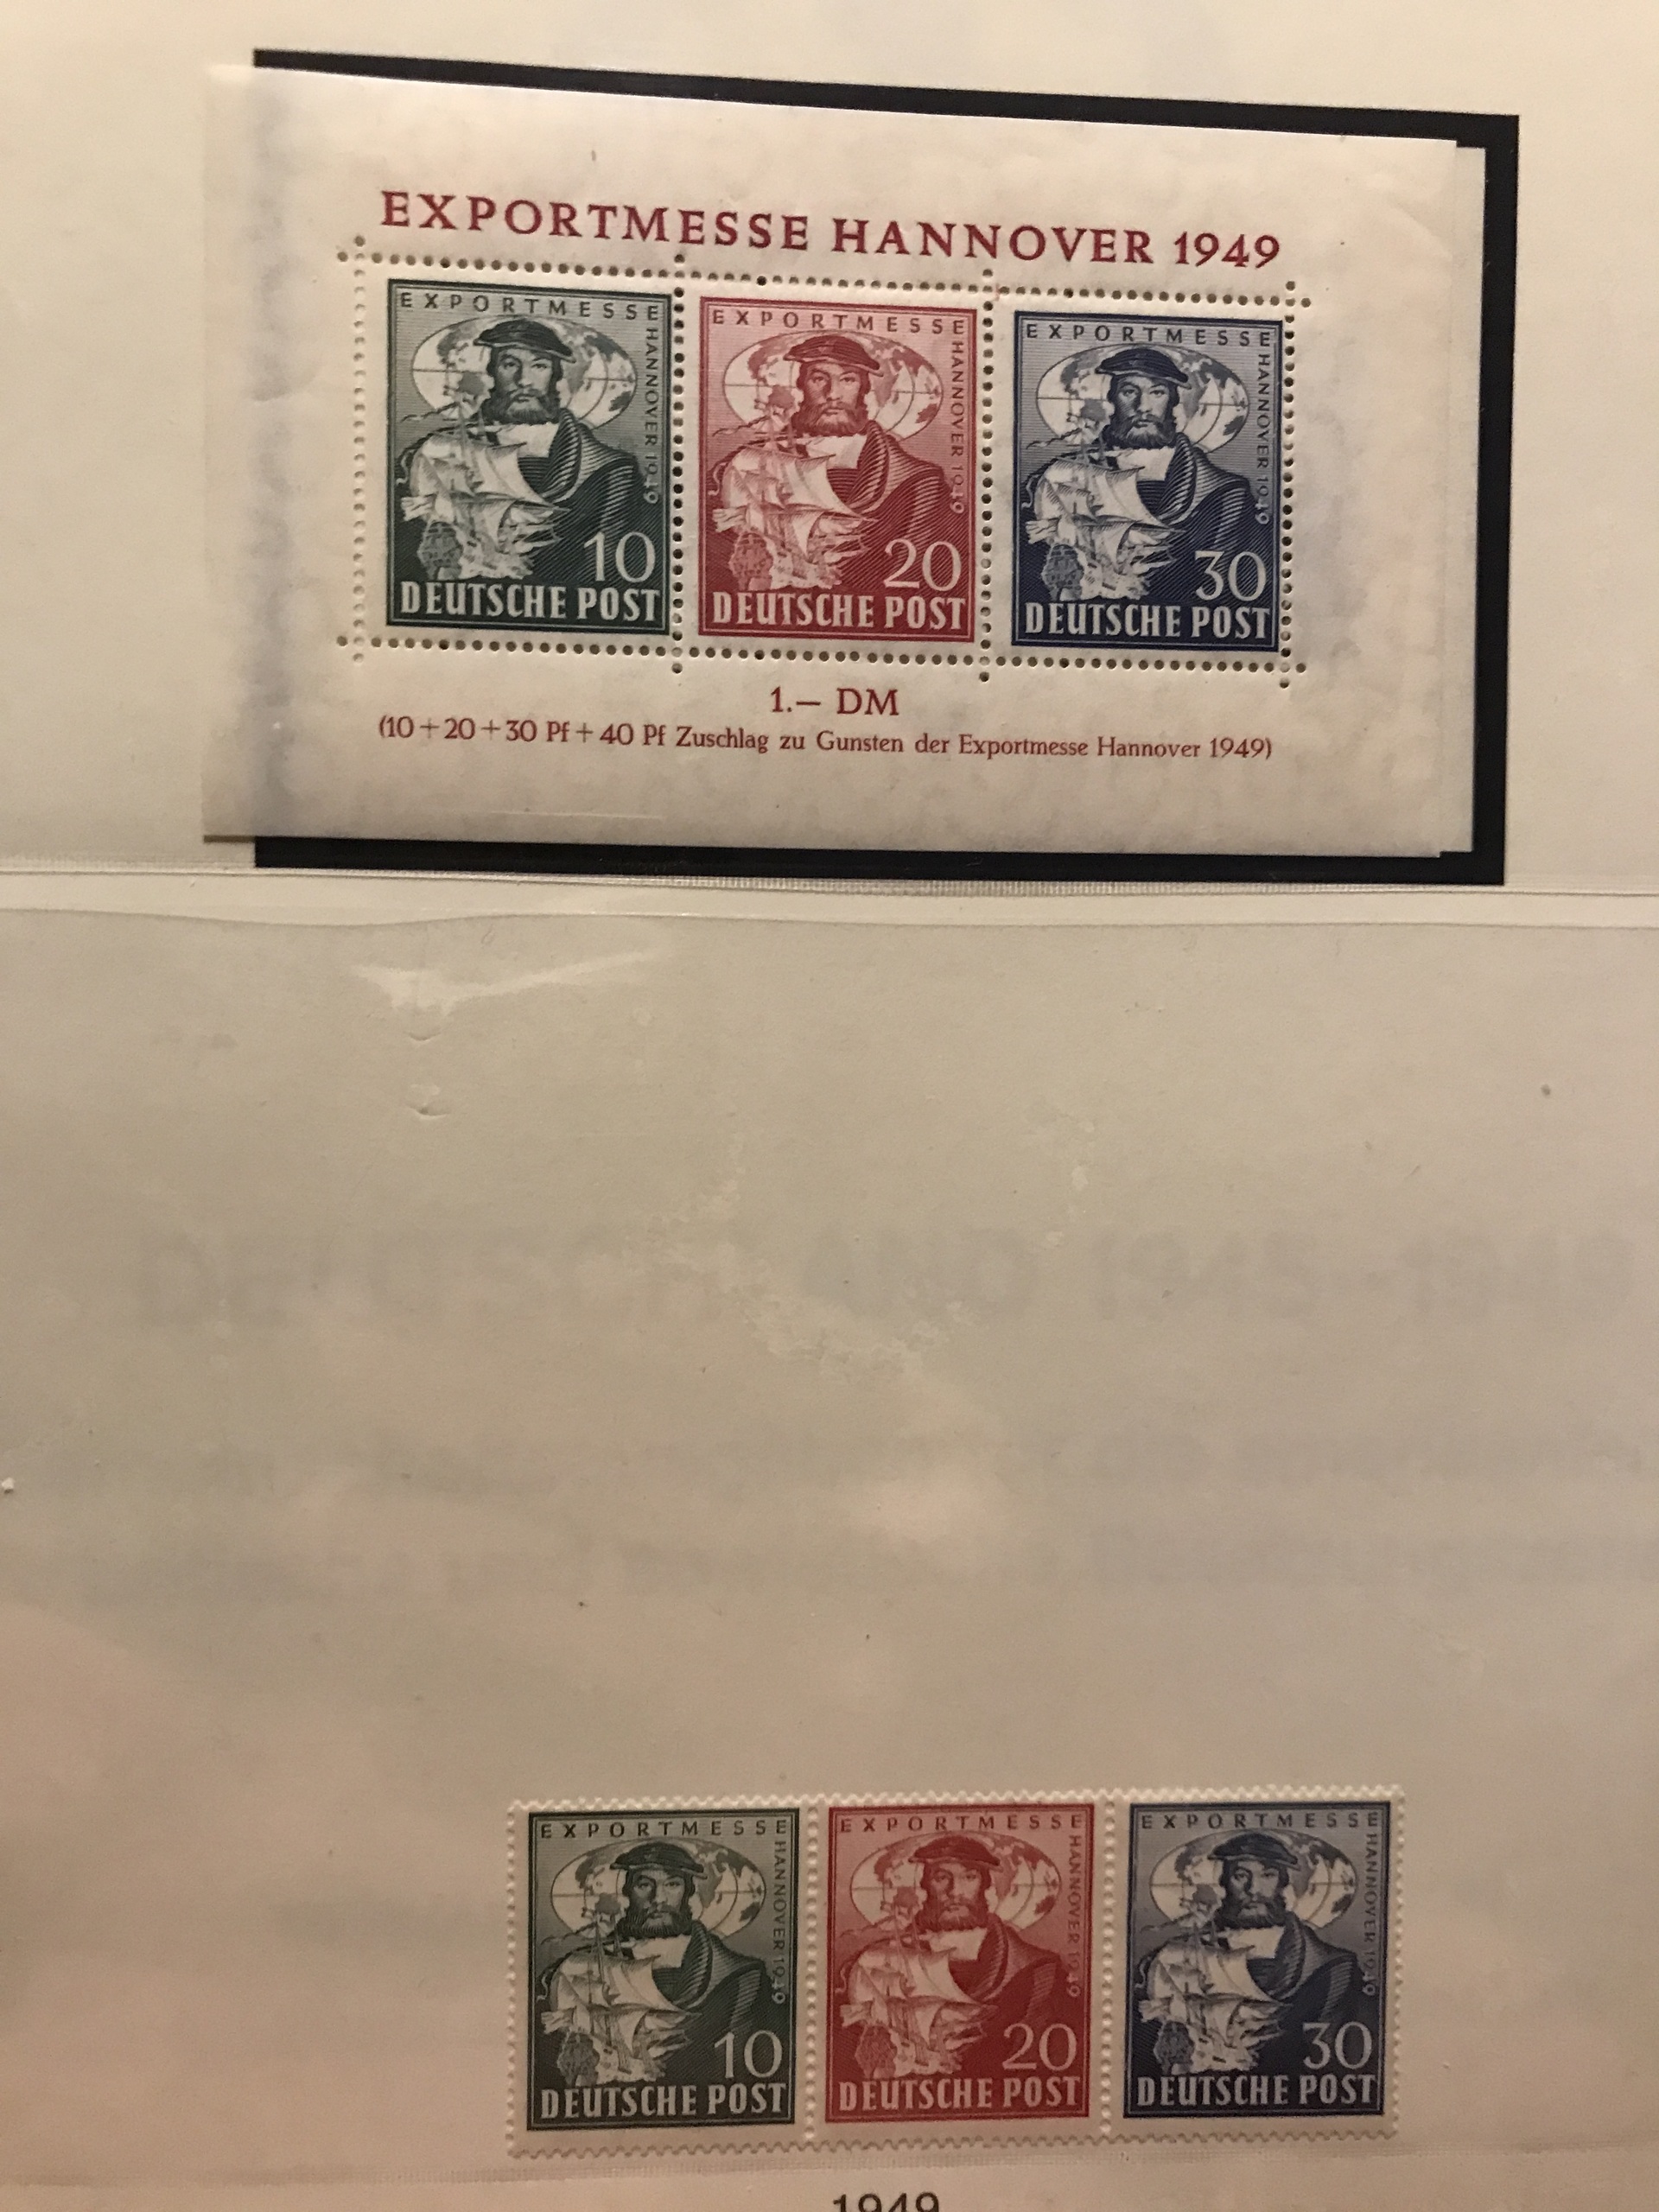 EXPORTMESSE HANNOVER 1949
EXPORTMESSE
HANNOVER 1949
10
DEUTSCHE POST
EXPORTMESSE
HANNOVER 1949
20
DEUTSCHE POST
EXPORTMESSE
HANNOVER 1949
30
DEUTSCHE POST
1.— DM
(10+20+30 Pf+40 Pf Zuschlag zu Gunsten der Exportmesse Hannover 1949)
EXPORTMESSE
HANNOVER 1949
10
DEUTSCHE POST
EXPORTMESSE
HANNOVER 1949
20
DEUTSCHE POST
EXPORTMESSE
HANNOVER 1949
30
DEUTSCHE POST
1949